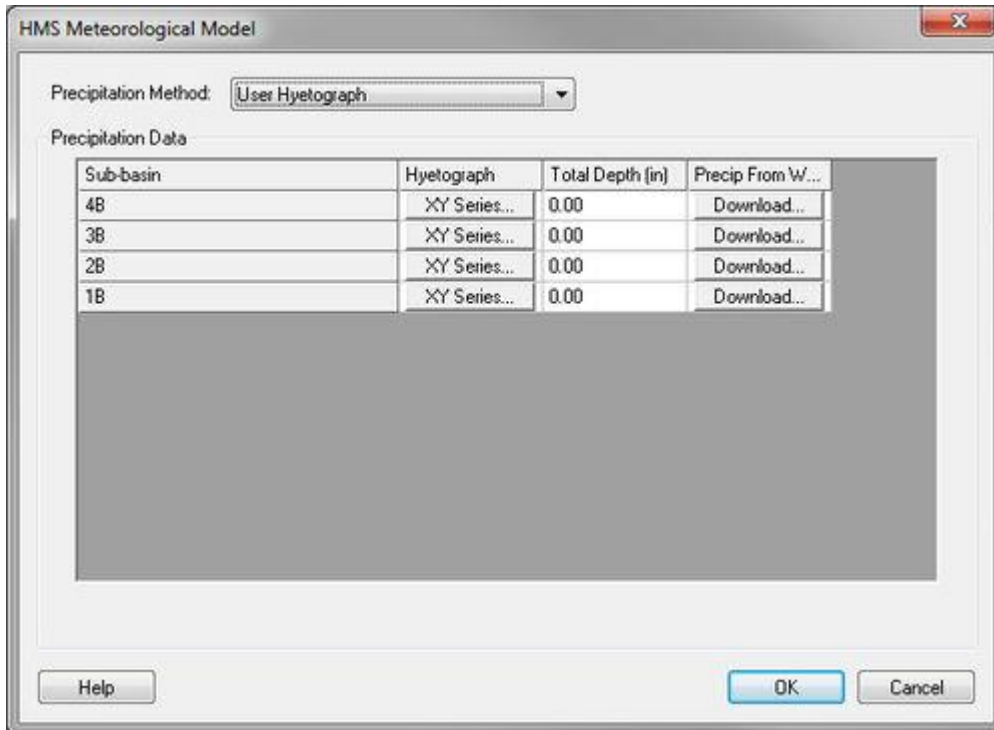 HMS Meteorological Model
Precipitation Method: User Hyetograph
Precipitation Data
Sub-basin Hyetograph Total Depth (in) Precip From W...
4B XY Series... 0.00 Download...
3B XY Series... 0.00 Download...
2B XY Series... 0.00 Download...
1B XY Series... 0.00 Download...
Help OK Cancel